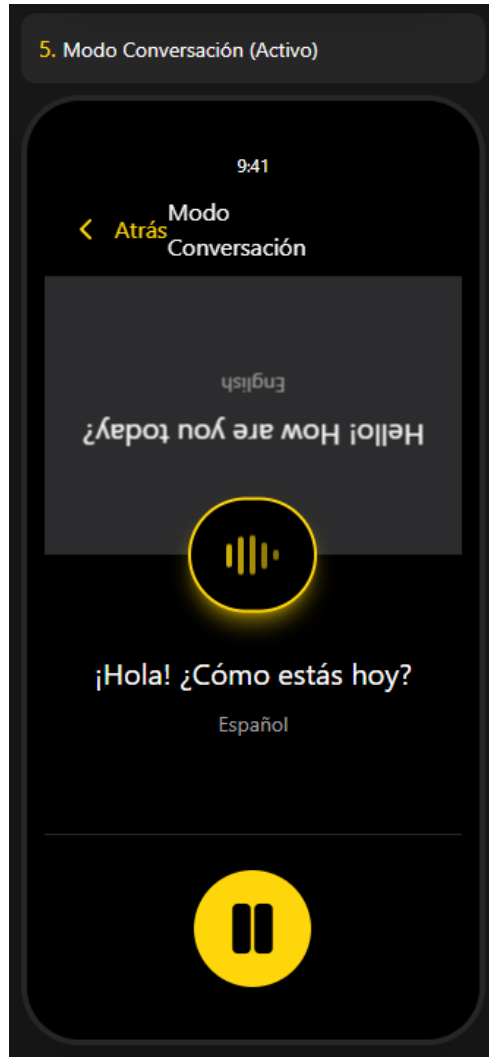 5. Modo Conversación (Activo)
9:41
Atrás
Modo
Conversación
English
Hello! How are you today?
¡Hola! ¿Cómo estás hoy?
Español